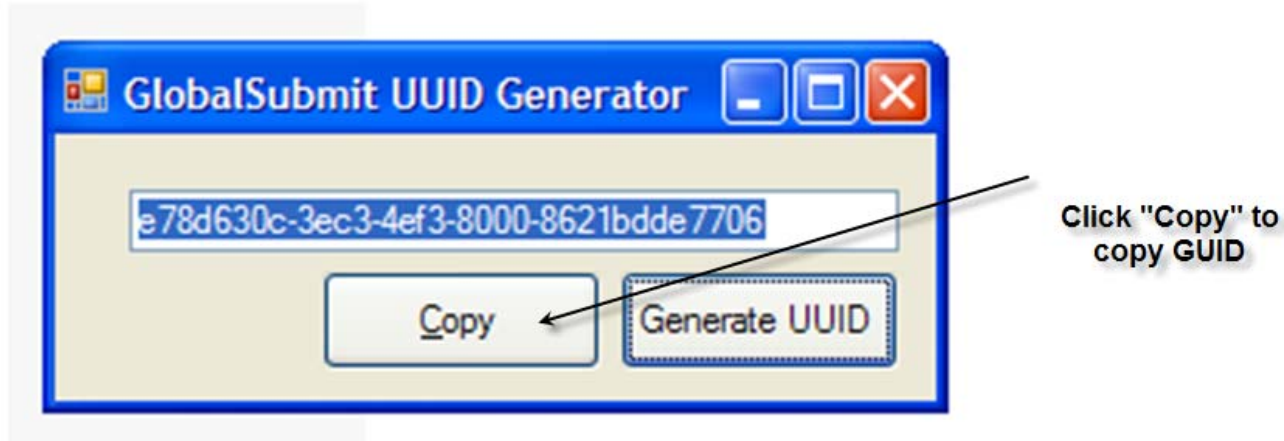 GlobalSubmit UUID Generator
e78d630c-3ec3-4ef3-8000-8621bdde7706
Copy
Generate UUID
Click "Copy" to
copy GUID